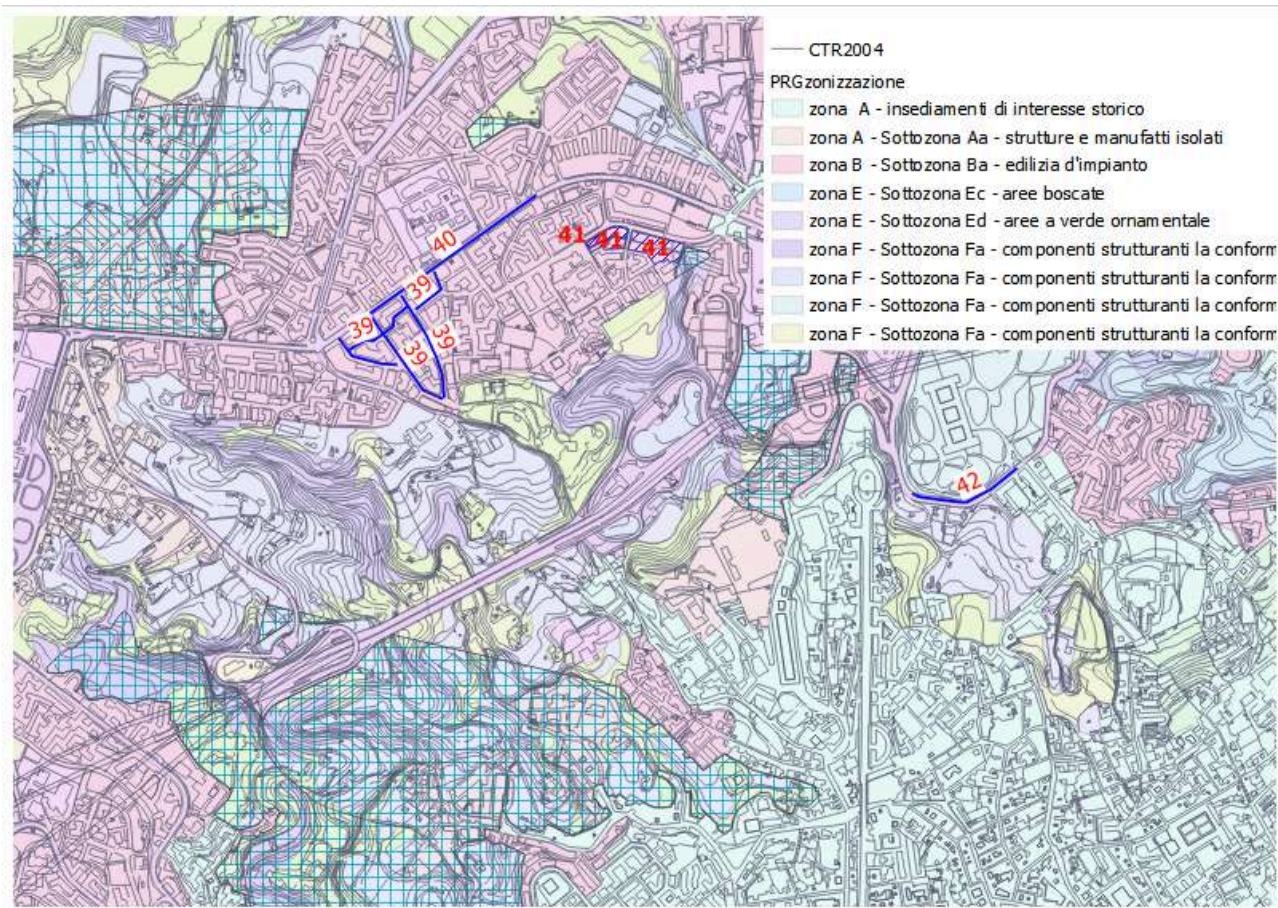 CTR2004
PRGzonizzazione
zona A - insediamenti di interesse storico
zona A - Sottozona Aa - strutture e manufatti isolati
zona B - Sottozona Ba - edilizia d'impianto
zona E - Sottozona Ec - aree boscate
zona E - Sottozona Ed - aree a verde ornamentale
zona F - Sottozona Fa - componenti strutturanti la conform
zona F - Sottozona Fa - componenti strutturanti la conform
zona F - Sottozona Fa - componenti strutturanti la conform
zona F - Sottozona Fa - componenti strutturanti la conform
40
41 41 41
39
39
39
39
42